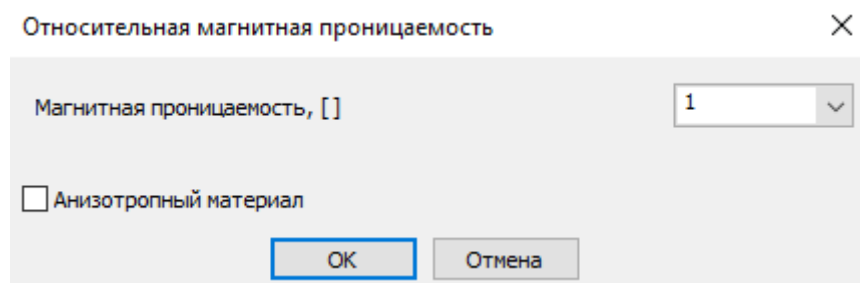 Относительная магнитная проницаемость
Магнитная проницаемость, [] 1
Анизотропный материал
OK Отмена